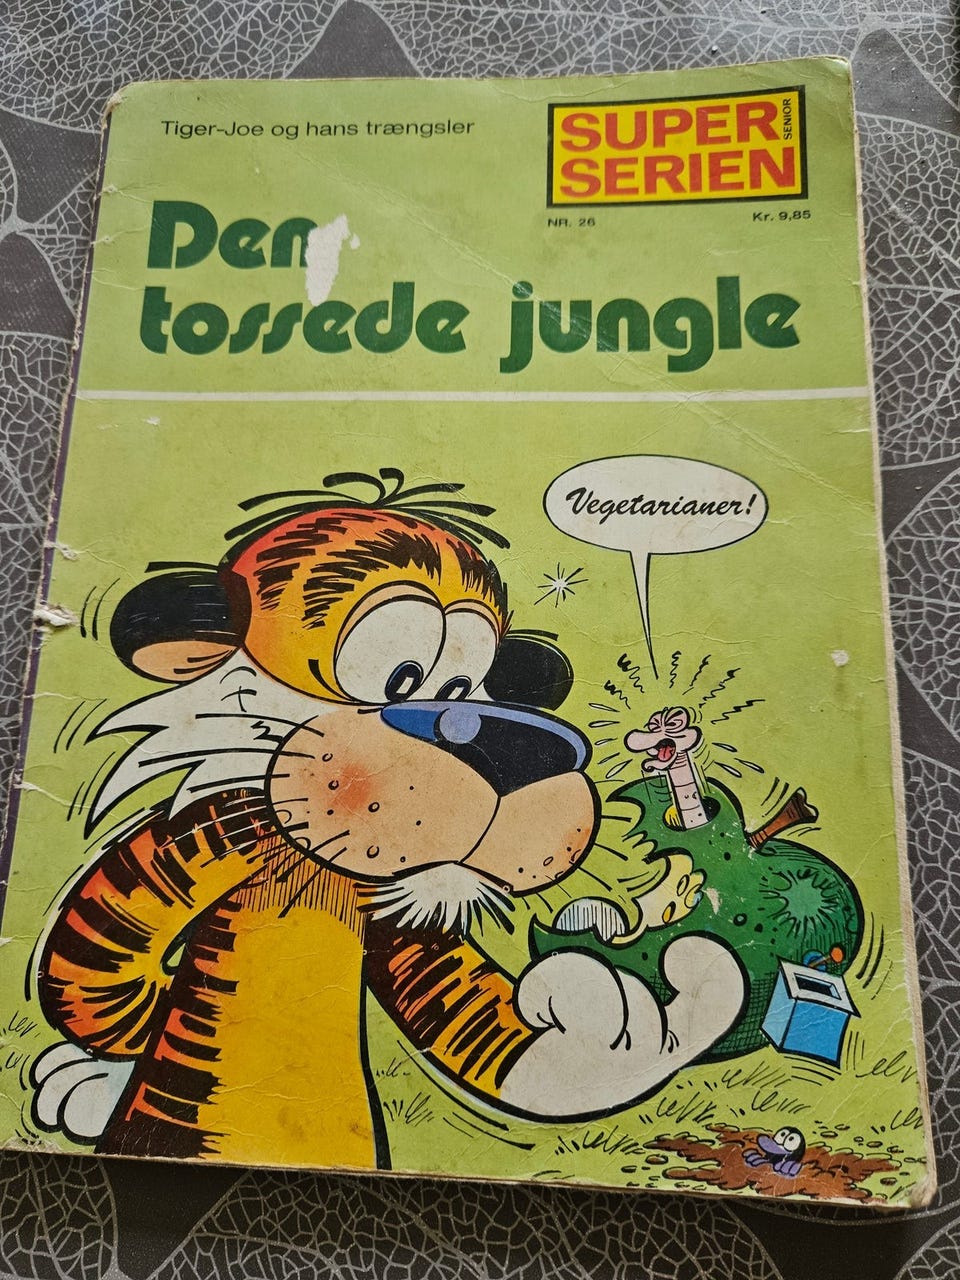 Tiger-Joe og hans trængsler
SUPER SENIOR
SERIEN
NR. 26 Kr. 9,85
Den
tossede jungle
Vegetarianer!